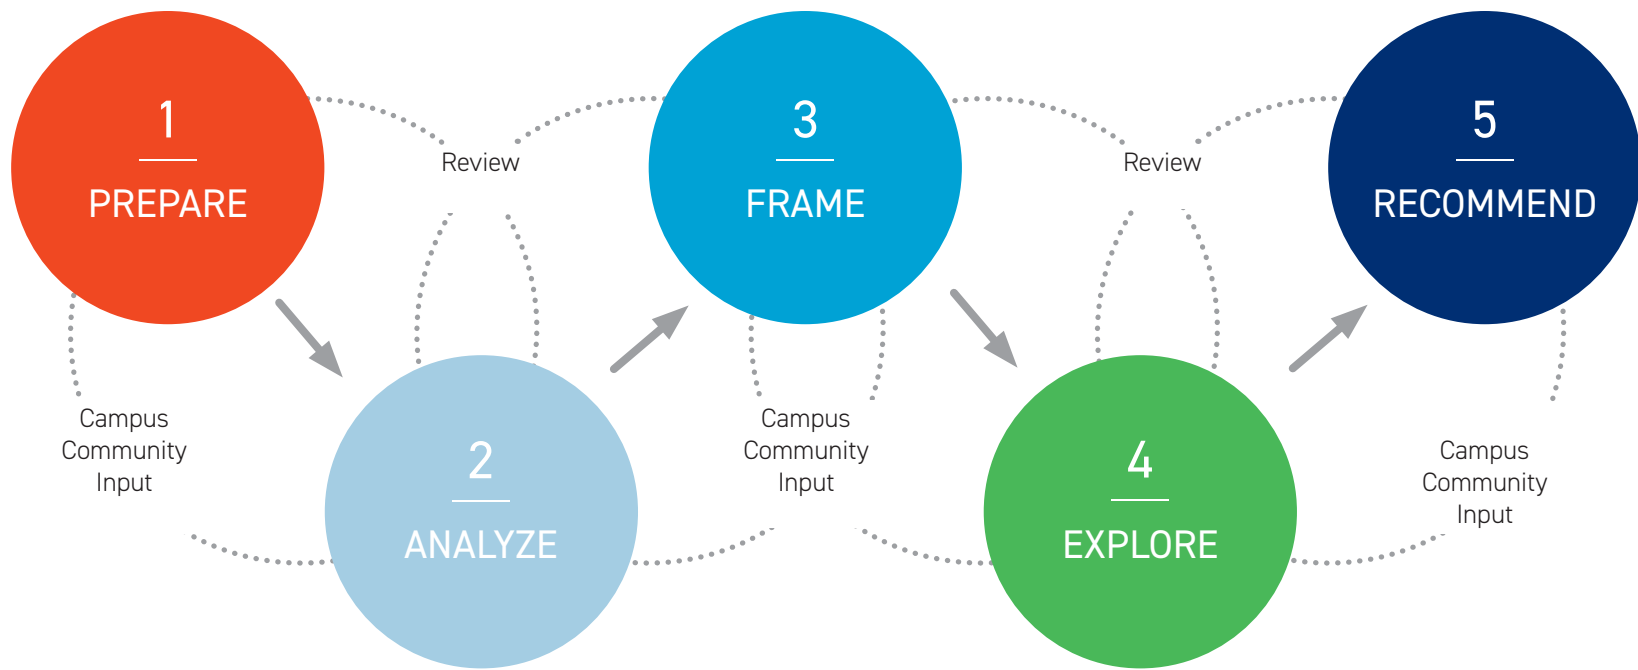 1
PREPARE
Review
3
FRAME
Review
5
RECOMMEND
Campus
Community
Input
2
ANALYZE
Campus
Community
Input
4
EXPLORE
Campus
Community
Input